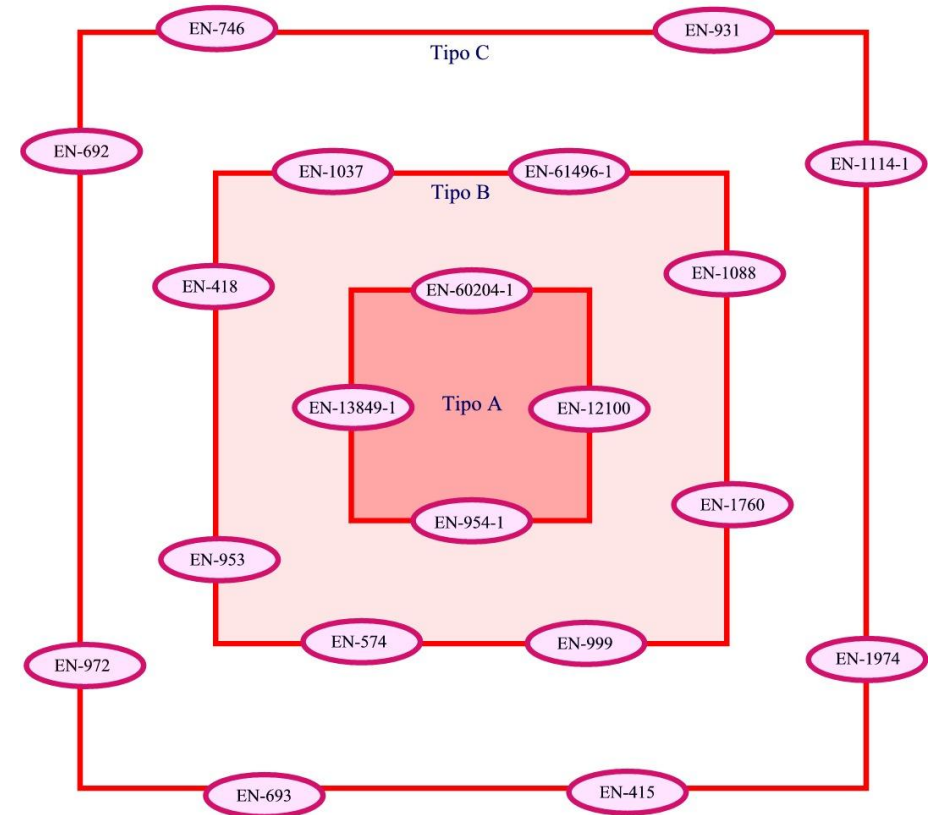 EN-746
EN-931
Tipo C
EN-692
EN-1114-1
EN-1037
EN-61496-1
Tipo B
EN-418
EN-1088
EN-60204-1
EN-13849-1
Tipo A
EN-12100
EN-954-1
EN-1760
EN-953
EN-574
EN-999
EN-972
EN-1974
EN-693
EN-415